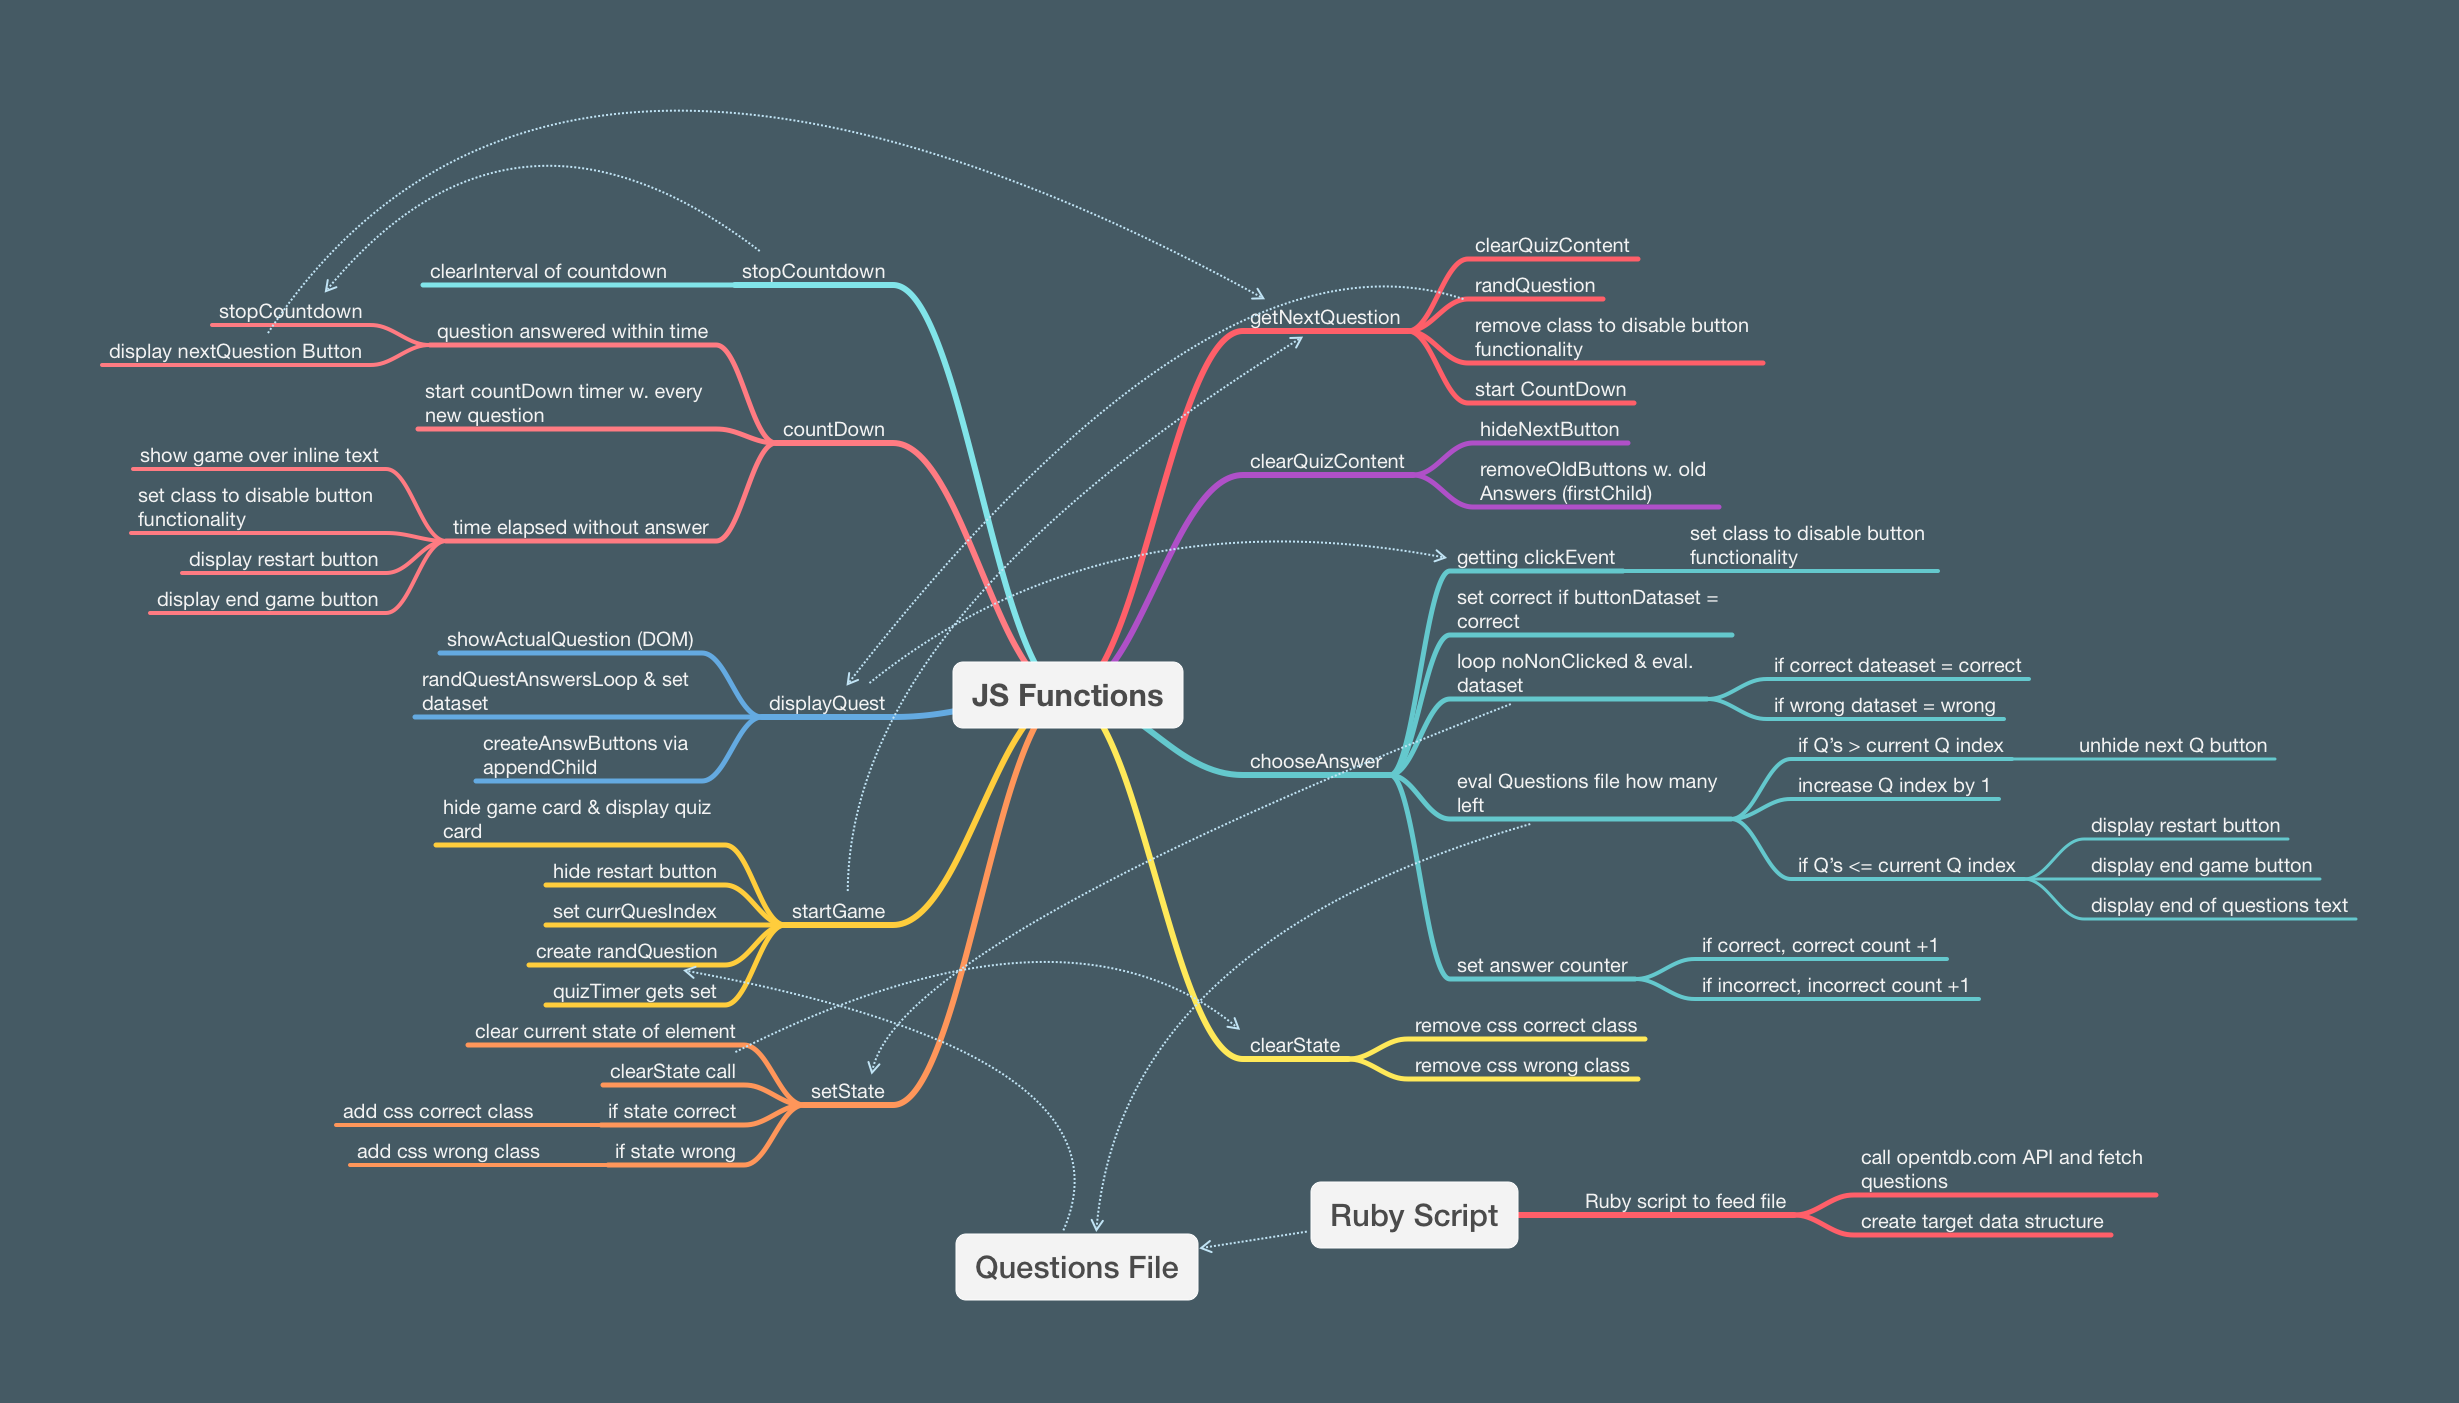 stopCountdown
clearInterval of countdown
countDown
question answered within time
stopCountdown
display nextQuestion Button
start countDown timer w. every
new question
time elapsed without answer
show game over inline text
set class to disable button
functionality
display restart button
display end game button
displayQuest
showActualQuestion (DOM)
randQuestAnswersLoop & set
dataset
createAnswButtons via
appendChild
startGame
hide game card & display quiz
card
hide restart button
set currQuesIndex
create randQuestion
quizTimer gets set
setState
clear current state of element
clearState call
if state correct
add css correct class
if state wrong
add css wrong class
JS Functions
getNextQuestion
clearQuizContent
randQuestion
remove class to disable button
functionality
start CountDown
clearQuizContent
hideNextButton
removeOldButtons w. old
Answers (firstChild)
chooseAnswer
getting clickEvent
set class to disable button
functionality
set correct if buttonDataset =
correct
loop noNonClicked & eval.
dataset
if correct dateaset = correct
if wrong dataset = wrong
eval Questions file how many
left
if Q’s > current Q index
unhide next Q button
increase Q index by 1
if Q’s <= current Q index
display restart button
display end game button
display end of questions text
set answer counter
if correct, correct count +1
if incorrect, incorrect count +1
clearState
remove css correct class
remove css wrong class
Ruby Script
Ruby script to feed file
call opentdb.com API and fetch
questions
create target data structure
Questions File